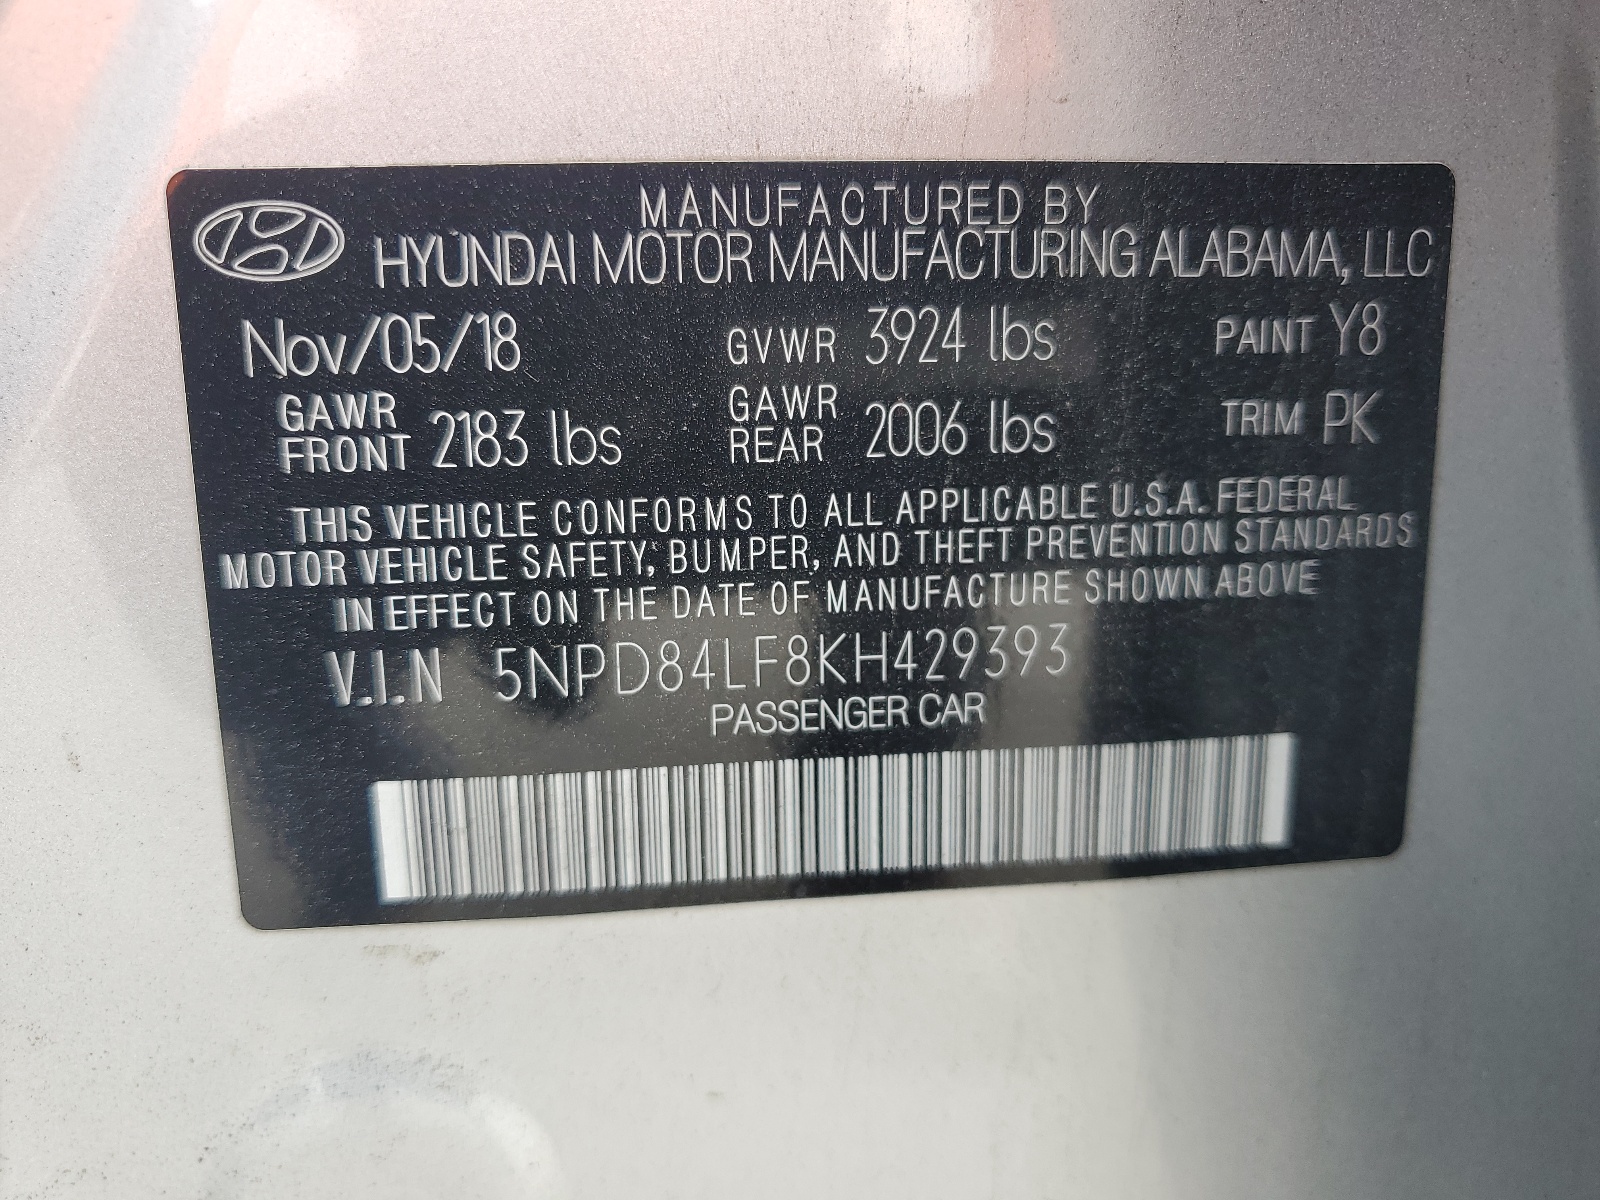 MANUFACTURED BY
HYUNDAI MOTOR MANUFACTURING ALABAMA, LLC
Nov/05/18 GVWR 3924 lbs PAINT Y8
GAWR FRONT 2183 lbs GAWR REAR 2006 lbs TRIM PK
THIS VEHICLE CONFORMS TO ALL APPLICABLE U.S.A. FEDERAL
MOTOR VEHICLE SAFETY, BUMPER, AND THEFT PREVENTION STANDARDS
IN EFFECT ON THE DATE OF MANUFACTURE SHOWN ABOVE
V.I.N 5NPD84LF8KH429393
PASSENGER CAR